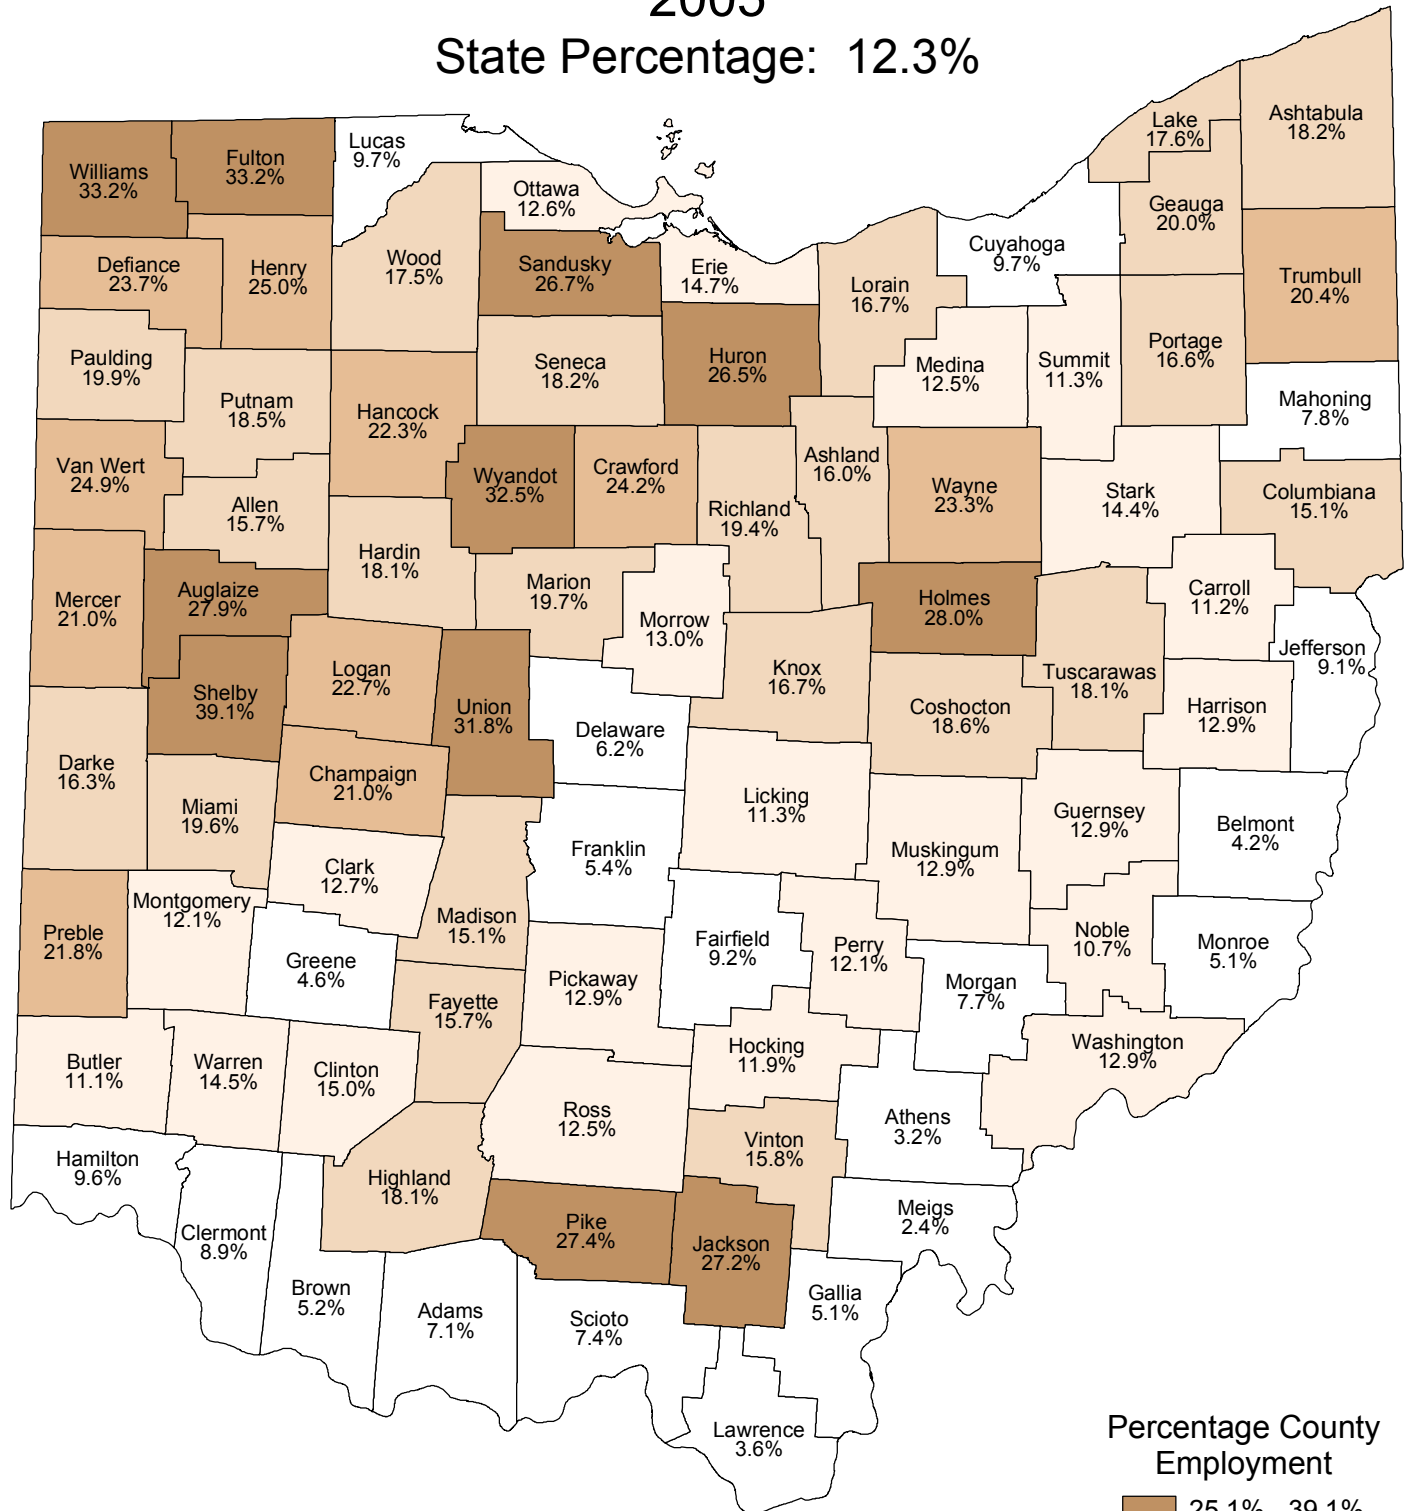 2005
State Percentage: 12.3%
Williams
33.2%
Fulton
33.2%
Lucas
9.7%
Ottawa
12.6%
Lake
17.6%
Ashtabula
18.2%
Geauga
20.0%
Cuyahoga
9.7%
Defiance
23.7%
Henry
25.0%
Wood
17.5%
Sandusky
26.7%
Erie
14.7%
Lorain
16.7%
Trumbull
20.4%
Paulding
19.9%
Putnam
18.5%
Hancock
22.3%
Seneca
18.2%
Huron
26.5%
Medina
12.5%
Summit
11.3%
Portage
16.6%
Mahoning
7.8%
Van Wert
24.9%
Allen
15.7%
Wyandot
32.5%
Crawford
24.2%
Richland
19.4%
Ashland
16.0%
Wayne
23.3%
Stark
14.4%
Columbiana
15.1%
Mercer
21.0%
Auglaize
27.9%
Hardin
18.1%
Marion
19.7%
Morrow
13.0%
Holmes
28.0%
Carroll
11.2%
Jefferson
9.1%
Shelby
39.1%
Logan
22.7%
Union
31.8%
Delaware
6.2%
Knox
16.7%
Coshocton
18.6%
Tuscarawas
18.1%
Harrison
12.9%
Darke
16.3%
Miami
19.6%
Champaign
21.0%
Licking
11.3%
Muskingum
12.9%
Guernsey
12.9%
Belmont
4.2%
Clark
12.7%
Franklin
5.4%
Preble
21.8%
Montgomery
12.1%
Greene
4.6%
Madison
15.1%
Fairfield
9.2%
Perry
12.1%
Noble
10.7%
Monroe
5.1%
Fayette
15.7%
Pickaway
12.9%
Morgan
7.7%
Butler
11.1%
Warren
14.5%
Clinton
15.0%
Hocking
11.9%
Washington
12.9%
Ross
12.5%
Vinton
15.8%
Athens
3.2%
Hamilton
9.6%
Highland
18.1%
Clermont
8.9%
Pike
27.4%
Jackson
27.2%
Meigs
2.4%
Brown
5.2%
Adams
7.1%
Scioto
7.4%
Gallia
5.1%
Lawrence
3.6%
Percentage County
Employment
25.1% - 39.1%